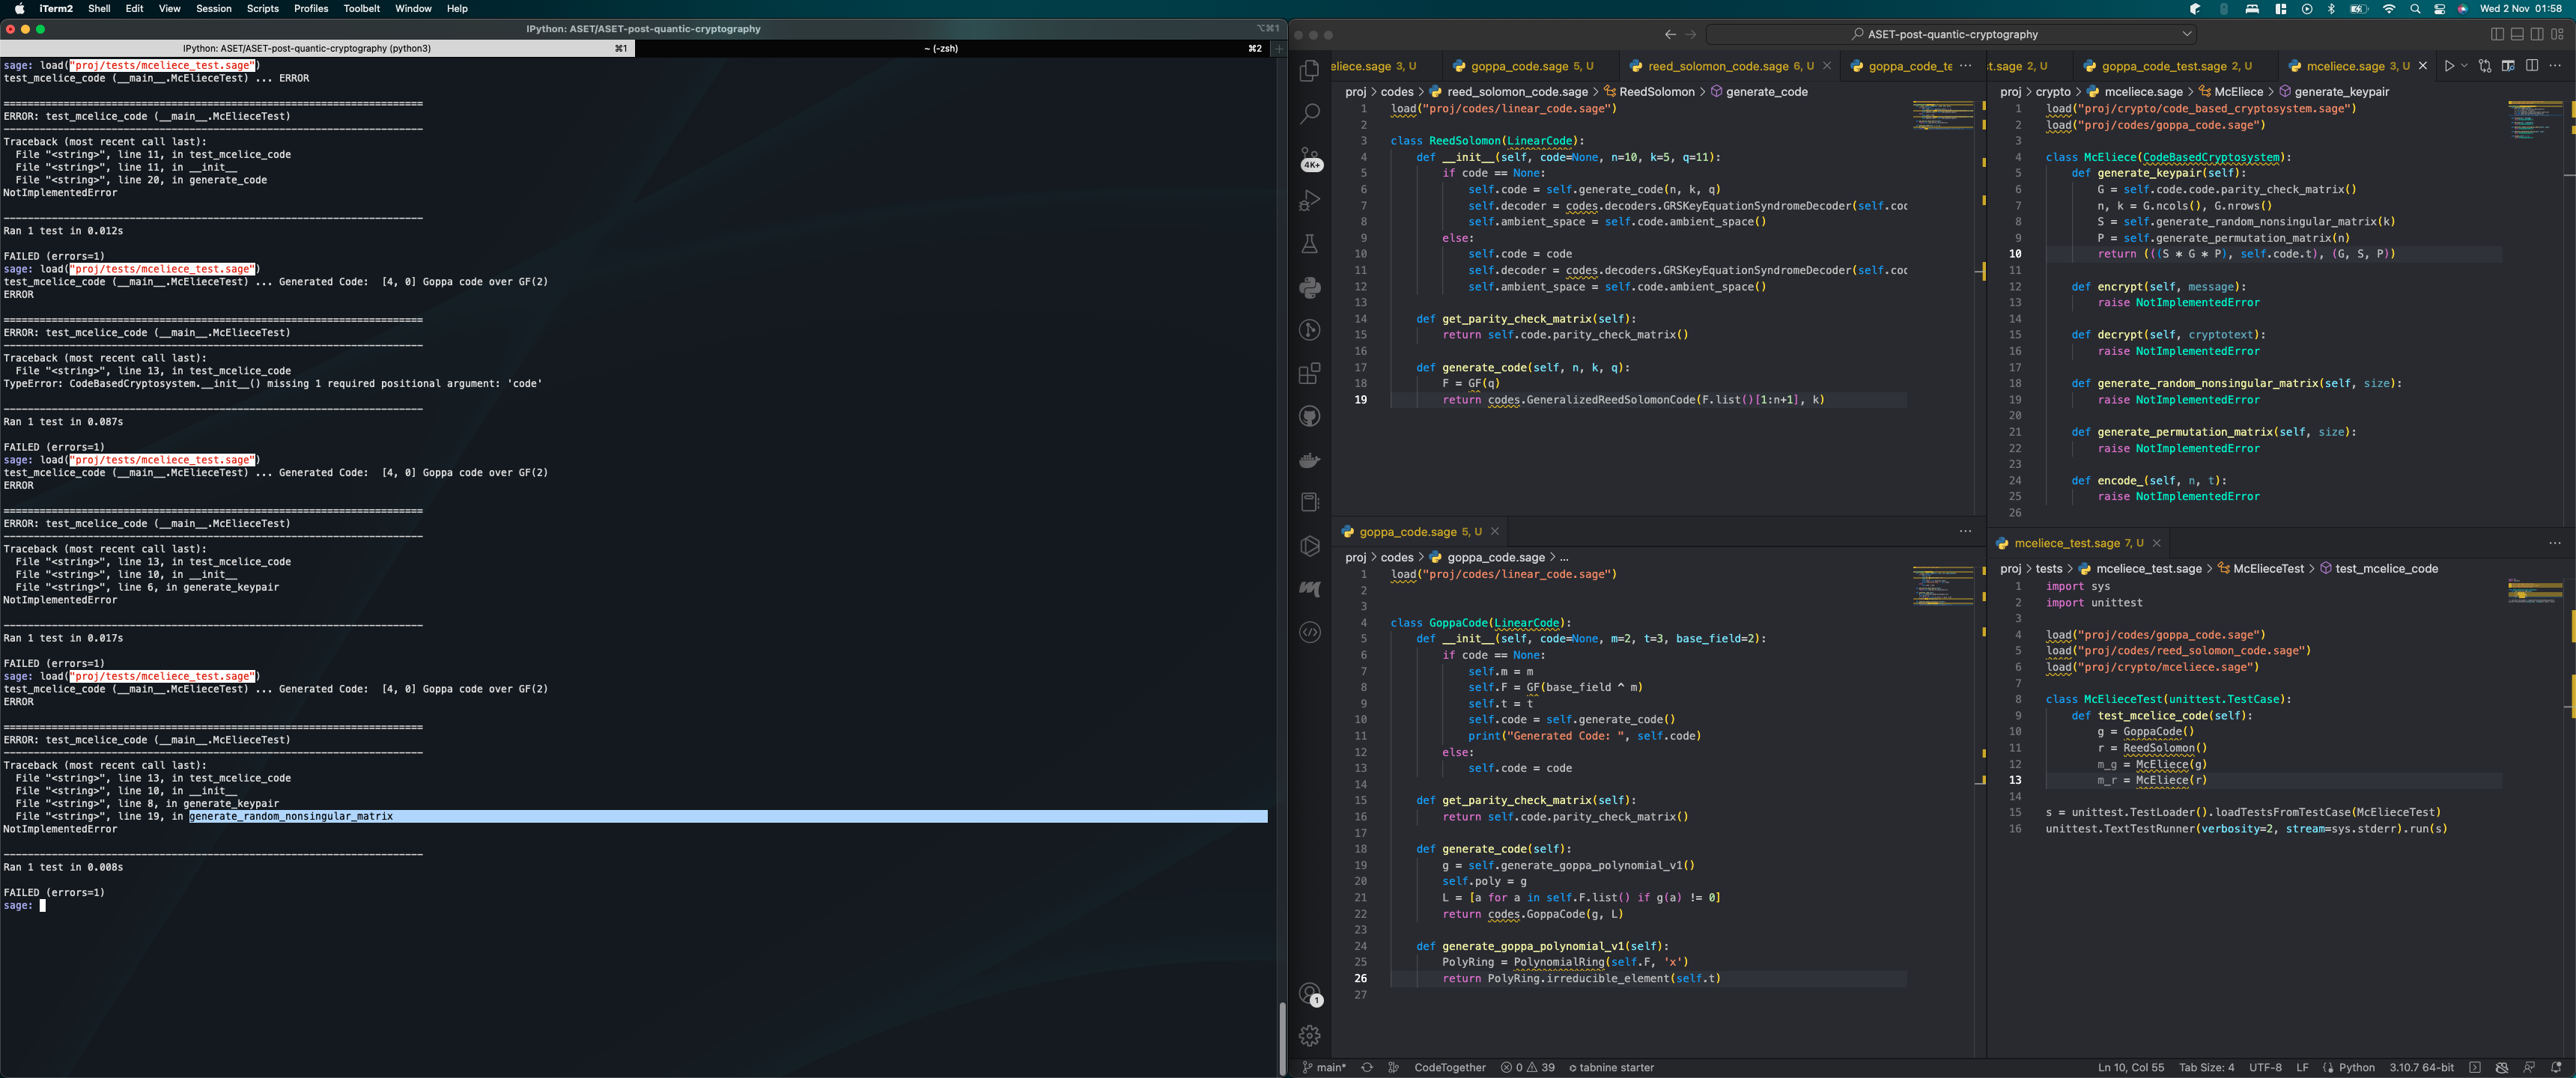 iTerm2 Shell Edit View Session Scripts Profiles Toolbelt Window Help
Wed 2 Nov 01:58
IPython: ASET/ASET-post-quantic-cryptography
⌥⌘1
IPython: ASET/ASET-post-quantic-cryptography (python3) ⌘1
~ (-zsh) ⌘2
sage: load("proj/tests/mceliece_test.sage")
test_mcelice_code (__main__.McElieceTest) ... ERROR
======================================================================
ERROR: test_mcelice_code (__main__.McElieceTest)
----------------------------------------------------------------------
Traceback (most recent call last):
  File "<string>", line 11, in test_mcelice_code
  File "<string>", line 11, in __init__
  File "<string>", line 20, in generate_code
NotImplementedError
----------------------------------------------------------------------
Ran 1 test in 0.012s
FAILED (errors=1)
sage: load("proj/tests/mceliece_test.sage")
test_mcelice_code (__main__.McElieceTest) ... Generated Code:  [4, 0] Goppa code over GF(2)
ERROR
======================================================================
ERROR: test_mcelice_code (__main__.McElieceTest)
----------------------------------------------------------------------
Traceback (most recent call last):
  File "<string>", line 13, in test_mcelice_code
TypeError: CodeBasedCryptosystem.__init__() missing 1 required positional argument: 'code'
----------------------------------------------------------------------
Ran 1 test in 0.087s
FAILED (errors=1)
sage: load("proj/tests/mceliece_test.sage")
test_mcelice_code (__main__.McElieceTest) ... Generated Code:  [4, 0] Goppa code over GF(2)
ERROR
======================================================================
ERROR: test_mcelice_code (__main__.McElieceTest)
----------------------------------------------------------------------
Traceback (most recent call last):
  File "<string>", line 13, in test_mcelice_code
  File "<string>", line 10, in __init__
  File "<string>", line 6, in generate_keypair
NotImplementedError
----------------------------------------------------------------------
Ran 1 test in 0.017s
FAILED (errors=1)
sage: load("proj/tests/mceliece_test.sage")
test_mcelice_code (__main__.McElieceTest) ... Generated Code:  [4, 0] Goppa code over GF(2)
ERROR
======================================================================
ERROR: test_mcelice_code (__main__.McElieceTest)
----------------------------------------------------------------------
Traceback (most recent call last):
  File "<string>", line 13, in test_mcelice_code
  File "<string>", line 10, in __init__
  File "<string>", line 8, in generate_keypair
  File "<string>", line 19, in generate_random_nonsingular_matrix
NotImplementedError
----------------------------------------------------------------------
Ran 1 test in 0.008s
FAILED (errors=1)
sage:
ASET-post-quantic-cryptography
4K+
1
eliece.sage 3, U goppa_code.sage 5, U reed_solomon_code.sage 6, U goppa_code_te ...
proj > codes > reed_solomon_code.sage > ReedSolomon > generate_code
1 load("proj/codes/linear_code.sage")
2
3 class ReedSolomon(LinearCode):
4     def __init__(self, code=None, n=10, k=5, q=11):
5         if code == None:
6             self.code = self.generate_code(n, k, q)
7             self.decoder = codes.decoders.GRSKeyEquationSyndromeDecoder(self.coc
8             self.ambient_space = self.code.ambient_space()
9         else:
10             self.code = code
11             self.decoder = codes.decoders.GRSKeyEquationSyndromeDecoder(self.coc
12             self.ambient_space = self.code.ambient_space()
13
14     def get_parity_check_matrix(self):
15         return self.code.parity_check_matrix()
16
17     def generate_code(self, n, k, q):
18         F = GF(q)
19         return codes.GeneralizedReedSolomonCode(F.list()[1:n+1], k)
goppa_code.sage 5, U
proj > codes > goppa_code.sage > ...
1 load("proj/codes/linear_code.sage")
2
3
4 class GoppaCode(LinearCode):
5     def __init__(self, code=None, m=2, t=3, base_field=2):
6         if code == None:
7             self.m = m
8             self.F = GF(base_field ^ m)
9             self.t = t
10             self.code = self.generate_code()
11             print("Generated Code: ", self.code)
12         else:
13             self.code = code
14
15     def get_parity_check_matrix(self):
16         return self.code.parity_check_matrix()
17
18     def generate_code(self):
19         g = self.generate_goppa_polynomial_v1()
20         self.poly = g
21         L = [a for a in self.F.list() if g(a) != 0]
22         return codes.GoppaCode(g, L)
23
24     def generate_goppa_polynomial_v1(self):
25         PolyRing = PolynomialRing(self.F, 'x')
26         return PolyRing.irreducible_element(self.t)
27
t.sage 2, U goppa_code_test.sage 2, U mceliece.sage 3, U
proj > crypto > mceliece.sage > McEliece > generate_keypair
1 load("proj/crypto/code_based_cryptosystem.sage")
2 load("proj/codes/goppa_code.sage")
3
4 class McEliece(CodeBasedCryptosystem):
5     def generate_keypair(self):
6         G = self.code.code.parity_check_matrix()
7         n, k = G.ncols(), G.nrows()
8         S = self.generate_random_nonsingular_matrix(k)
9         P = self.generate_permutation_matrix(n)
10         return (((S * G * P), self.code.t), (G, S, P))
11
12     def encrypt(self, message):
13         raise NotImplementedError
14
15     def decrypt(self, cryptotext):
16         raise NotImplementedError
17
18     def generate_random_nonsingular_matrix(self, size):
19         raise NotImplementedError
20
21     def generate_permutation_matrix(self, size):
22         raise NotImplementedError
23
24     def encode_(self, n, t):
25         raise NotImplementedError
26
mceliece_test.sage 7, U
proj > tests > mceliece_test.sage > McElieceTest > test_mcelice_code
1 import sys
2 import unittest
3
4 load("proj/codes/goppa_code.sage")
5 load("proj/codes/reed_solomon_code.sage")
6 load("proj/crypto/mceliece.sage")
7
8 class McElieceTest(unittest.TestCase):
9     def test_mcelice_code(self):
10         g = GoppaCode()
11         r = ReedSolomon()
12         m_g = McEliece(g)
13         m_r = McEliece(r)
14
15 s = unittest.TestLoader().loadTestsFromTestCase(McElieceTest)
16 unittest.TextTestRunner(verbosity=2, stream=sys.stderr).run(s)
main* CodeTogether 0 39 tabnine starter Ln 10, Col 55 Tab Size: 4 UTF-8 LF Python 3.10.7 64-bit